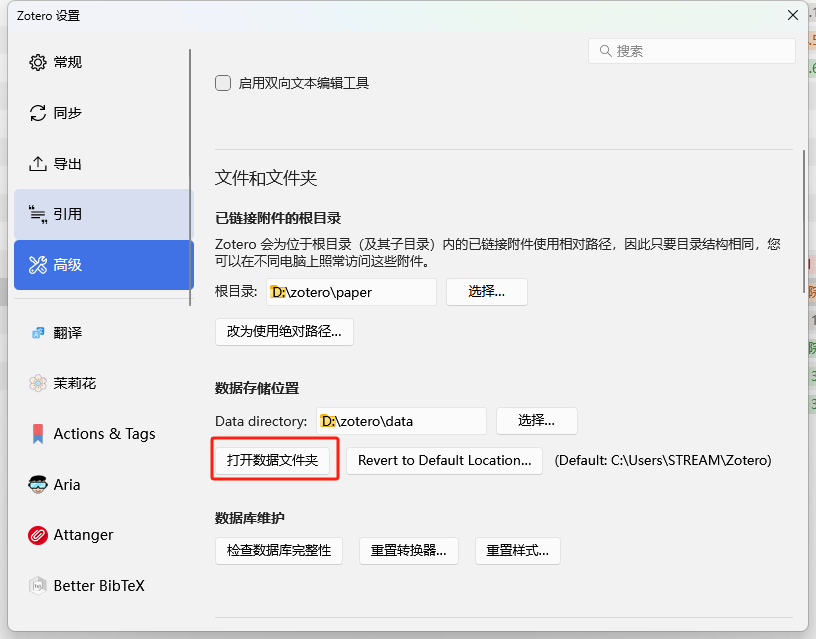 Zotero 设置
搜索
常规
同步
导出
引用
高级
翻译
茉莉花
Actions & Tags
Aria
Attanger
Better BibTeX
启用双向文本编辑工具
文件和文件夹
已链接附件的根目录
Zotero 会为位于根目录（及其子目录）内的已链接附件使用相对路径，因此只要目录结构相同，您
可以在不同电脑上照常访问这些附件。
根目录: D:\zotero\paper 选择...
改为使用绝对路径...
数据存储位置
Data directory: D:\zotero\data 选择...
打开数据文件夹 Revert to Default Location... (Default: C:\Users\STREAM\Zotero)
数据库维护
检查数据库完整性 重置转换器... 重置样式...